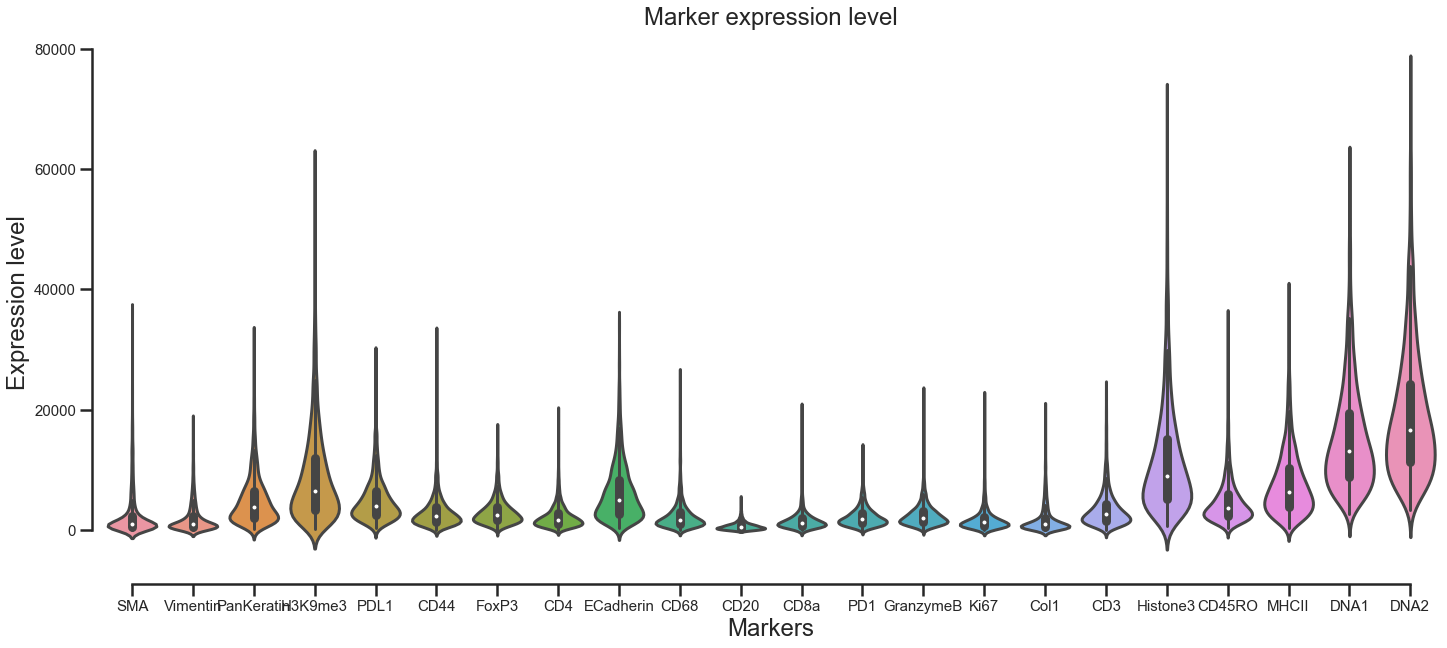 Marker expression level
80000
60000
40000
20000
0
Expression level
SMA Vimentin PanKeratin H3K9me3 PDL1 CD44 FoxP3 CD4 ECadherin CD68 CD20 CD8a PD1 GranzymeB Ki67 Col1 CD3 Histone3 CD45RO MHCII DNA1 DNA2
Markers